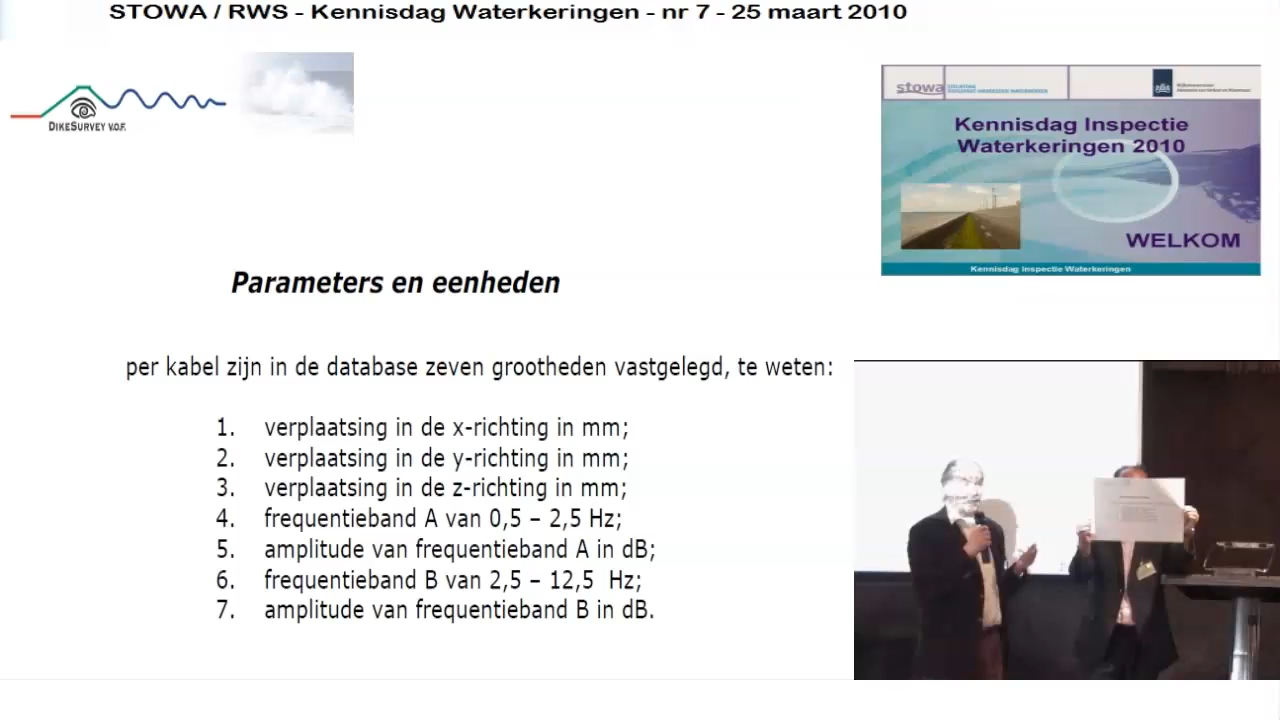 STOWA / RWS - Kennisdag Waterkeringen - nr 7 - 25 maart 2010
DIKESURVEY V.O.F.
stowa
Kennisdag Inspectie
Waterkeringen 2010
WELKOM
Kennisdag Inspectie Waterkeringen
Parameters en eenheden
per kabel zijn in de database zeven grootheden vastgelegd, te weten:
1. verplaatsing in de x-richting in mm;
2. verplaatsing in de y-richting in mm;
3. verplaatsing in de z-richting in mm;
4. frequentieband A van 0,5 – 2,5 Hz;
5. amplitude van frequentieband A in dB;
6. frequentieband B van 2,5 – 12,5 Hz;
7. amplitude van frequentieband B in dB.